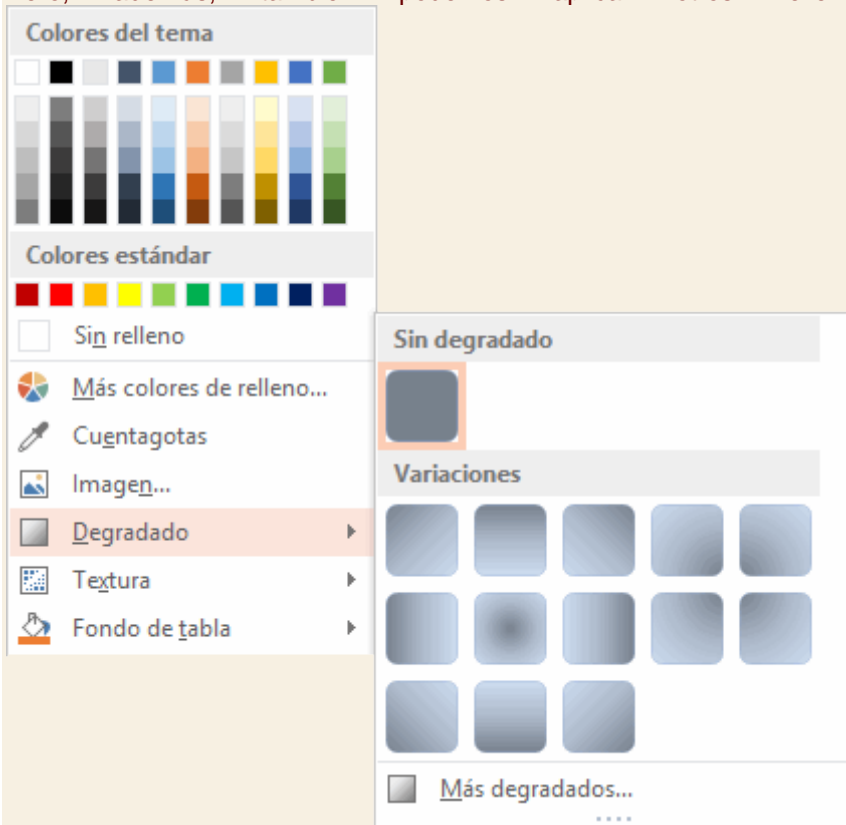 Colores del tema
Colores estándar
Sin relleno
Más colores de relleno...
Cuentagotas
Imagen...
Degradado
Textura
Fondo de tabla
Sin degradado
Variaciones
Más degradados...